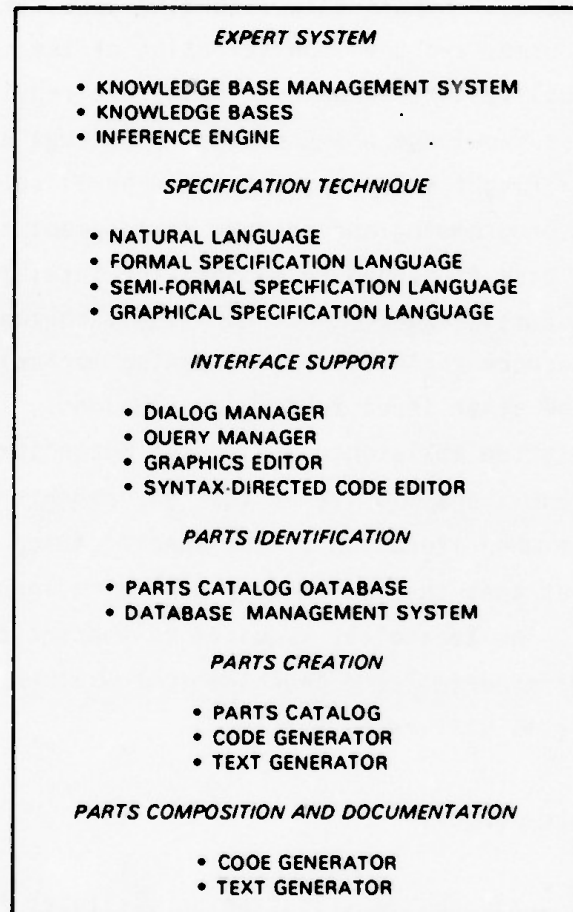 EXPERT SYSTEM
• KNOWLEDGE BASE MANAGEMENT SYSTEM
• KNOWLEDGE BASES
• INFERENCE ENGINE
SPECIFICATION TECHNIQUE
• NATURAL LANGUAGE
• FORMAL SPECIFICATION LANGUAGE
• SEMI-FORMAL SPECIFICATION LANGUAGE
• GRAPHICAL SPECIFICATION LANGUAGE
INTERFACE SUPPORT
• DIALOG MANAGER
• OUERY MANAGER
• GRAPHICS EDITOR
• SYNTAX-DIRECTED CODE EDITOR
PARTS IDENTIFICATION
• PARTS CATALOG OATABASE
• DATABASE MANAGEMENT SYSTEM
PARTS CREATION
• PARTS CATALOG
• CODE GENERATOR
• TEXT GENERATOR
PARTS COMPOSITION AND DOCUMENTATION
• COOE GENERATOR
• TEXT GENERATOR